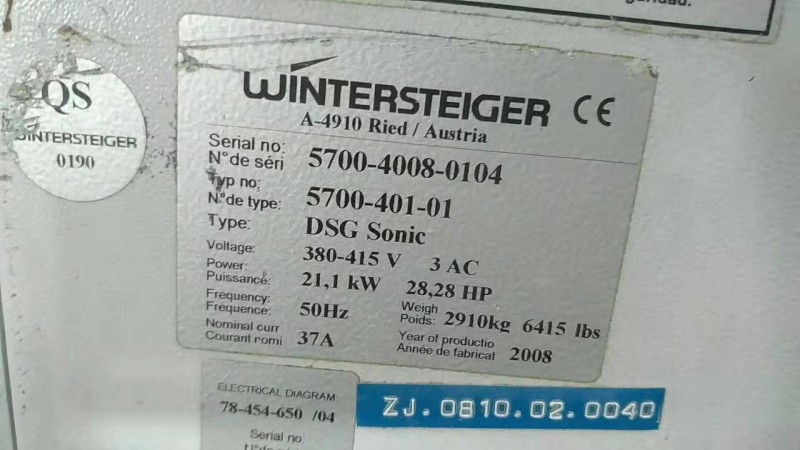 QS
WINTERSTEIGER
0190
WINTERSTEIGER CE
A-4910 Ried / Austria
Serial no:
N° de séri 5700-4008-0104
Typ no:
N° de type: 5700-401-01
Type: DSG Sonic
Voltage: 380-415 V 3 AC
Power:
Puissance: 21,1 kW 28,28 HP
Frequency:
Fréquence: 50Hz
Weigh
Poids: 2910kg 6415 lbs
Nominal curr
Courant nomi 37A
Year of productio
Année de fabricat 2008
ELECTRICAL DIAGRAM
78-454-650 /04
Serial no
ZJ.0810.02.0040